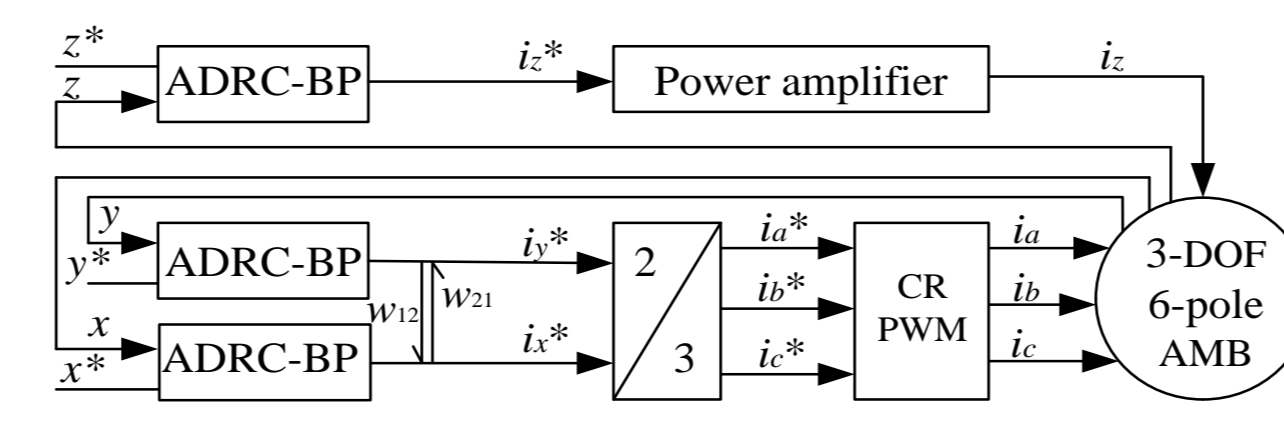 z*
z
ADRC-BP
iz*
Power amplifier
iz
y
y*
ADRC-BP
iy*
w12
w21
x
x*
ADRC-BP
ix*
2
3
ia*
ib*
ic*
CR
PWM
ia
ib
ic
3-DOF
6-pole
AMB